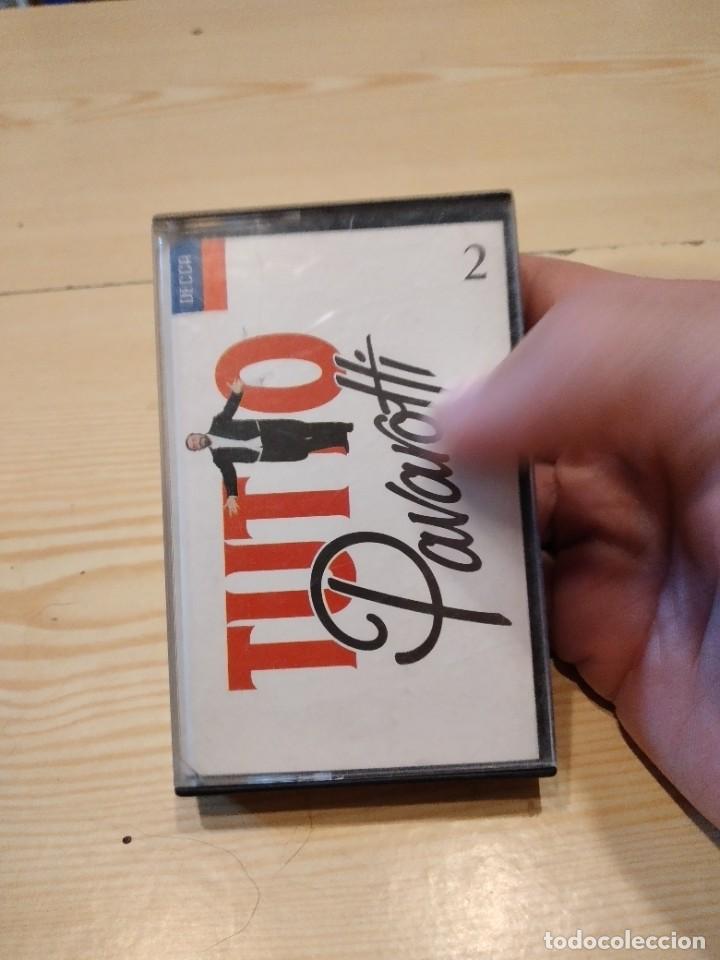 DECCA
2
TUTTO
Pavarotti
todocoleccion